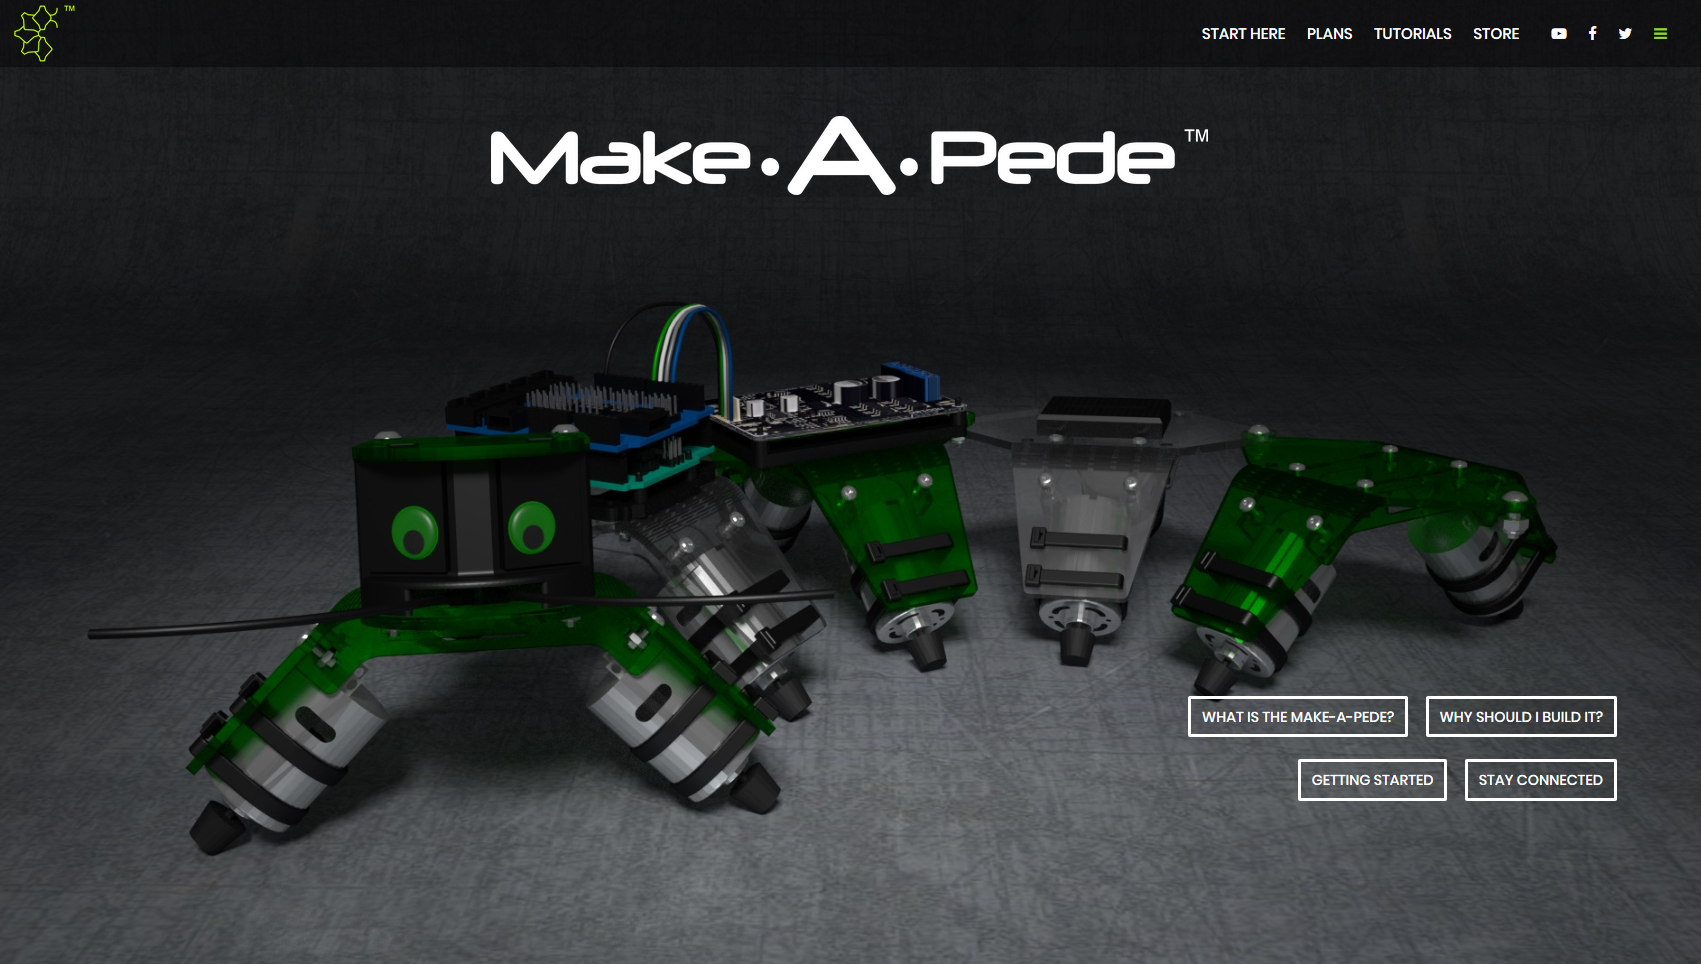 TM
START HERE PLANS TUTORIALS STORE
Make·A·Pede TM
WHAT IS THE MAKE-A-PEDE? WHY SHOULD I BUILD IT?
GETTING STARTED STAY CONNECTED